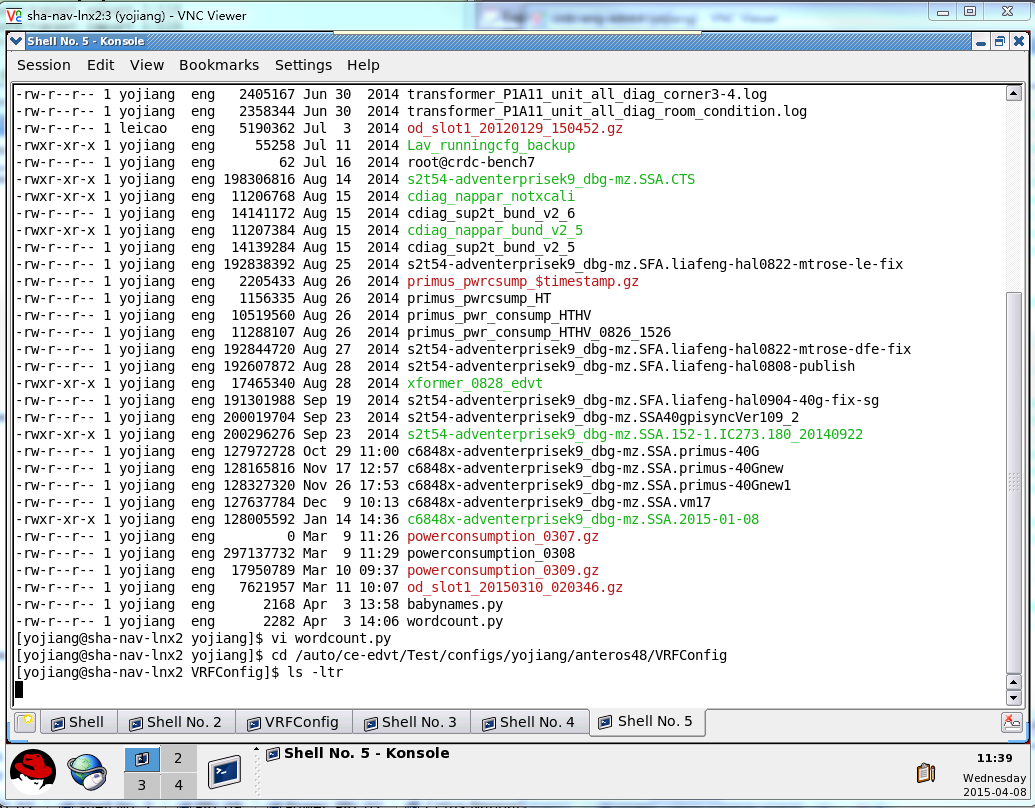 sha-nav-lnx2:3 (yojiang) - VNC Viewer
Shell No. 5 - Konsole
Session Edit View Bookmarks Settings Help
-rw-r--r-- 1 yojiang  eng   2405167 Jun 30  2014 transformer_P1A11_unit_all_diag_corner3-4.log
-rw-r--r-- 1 yojiang  eng   2358344 Jun 30  2014 transformer_P1A11_unit_all_diag_room_condition.log
-rw-r--r-- 1 leicao   eng   5190362 Jul  3  2014 od_slot1_20120129_150452.gz
-rwxr-xr-x 1 yojiang  eng     55258 Jul 11  2014 Lav_runningcfg_backup
-rw-r--r-- 1 yojiang  eng        62 Jul 16  2014 root@crdc-bench7
-rwxr-xr-x 1 yojiang  eng 198306816 Aug 14  2014 s2t54-adventerprisek9_dbg-mz.SSA.CTS
-rwxr-xr-x 1 yojiang  eng  11206768 Aug 15  2014 cdiag_nappar_notxcali
-rw-r--r-- 1 yojiang  eng  14141172 Aug 15  2014 cdiag_sup2t_bund_v2_6
-rwxr-xr-x 1 yojiang  eng  11207384 Aug 15  2014 cdiag_nappar_bund_v2_5
-rw-r--r-- 1 yojiang  eng  14139284 Aug 15  2014 cdiag_sup2t_bund_v2_5
-rw-r--r-- 1 yojiang  eng 192838392 Aug 25  2014 s2t54-adventerprisek9_dbg-mz.SFA.liafeng-hal0822-mtrose-le-fix
-rw-r--r-- 1 yojiang  eng   2205433 Aug 26  2014 primus_pwrcsump_$timestamp.gz
-rw-r--r-- 1 yojiang  eng   1156335 Aug 26  2014 primus_pwrcsump_HT
-rw-r--r-- 1 yojiang  eng  10519560 Aug 26  2014 primus_pwr_consump_HTHV
-rw-r--r-- 1 yojiang  eng  11288107 Aug 26  2014 primus_pwr_consump_HTHV_0826_1526
-rw-r--r-- 1 yojiang  eng 192844720 Aug 27  2014 s2t54-adventerprisek9_dbg-mz.SFA.liafeng-hal0822-mtrose-dfe-fix
-rw-r--r-- 1 yojiang  eng 192607872 Aug 28  2014 s2t54-adventerprisek9_dbg-mz.SFA.liafeng-hal0808-publish
-rwxr-xr-x 1 yojiang  eng  17465340 Aug 28  2014 xformer_0828_edvt
-rw-r--r-- 1 yojiang  eng 191301988 Sep 19  2014 s2t54-adventerprisek9_dbg-mz.SFA.liafeng-hal0904-40g-fix-sg
-rw-r--r-- 1 yojiang  eng 200019704 Sep 23  2014 s2t54-adventerprisek9_dbg-mz.SSA40gpisyncVer109_2
-rwxr-xr-x 1 yojiang  eng 200296276 Sep 23  2014 s2t54-adventerprisek9_dbg-mz.SSA.152-1.IC273.180_20140922
-rw-r--r-- 1 yojiang  eng 127972728 Oct 29 11:00 c6848x-adventerprisek9_dbg-mz.SSA.primus-40G
-rw-r--r-- 1 yojiang  eng 128165816 Nov 17 12:57 c6848x-adventerprisek9_dbg-mz.SSA.primus-40Gnew
-rw-r--r-- 1 yojiang  eng 128327320 Nov 26 17:53 c6848x-adventerprisek9_dbg-mz.SSA.primus-40Gnew1
-rw-r--r-- 1 yojiang  eng 127637784 Dec  9 10:13 c6848x-adventerprisek9_dbg-mz.SSA.vm17
-rwxr-xr-x 1 yojiang  eng 128005592 Jan 14 14:36 c6848x-adventerprisek9_dbg-mz.SSA.2015-01-08
-rw-r--r-- 1 yojiang  eng         0 Mar  9 11:26 powerconsumption_0307.gz
-rw-r--r-- 1 yojiang  eng 297137732 Mar  9 11:29 powerconsumption_0308
-rw-r--r-- 1 yojiang  eng  17950789 Mar 10 09:37 powerconsumption_0309.gz
-rw-r--r-- 1 yojiang  eng   7621957 Mar 11 10:07 od_slot1_20150310_020346.gz
-rw-r--r-- 1 yojiang  eng      2168 Apr  3 13:58 babynames.py
-rw-r--r-- 1 yojiang  eng      2282 Apr  3 14:06 wordcount.py
[yojiang@sha-nav-lnx2 yojiang]$ vi wordcount.py
[yojiang@sha-nav-lnx2 yojiang]$ cd /auto/ce-edvt/Test/configs/yojiang/anteros48/VRFConfig
[yojiang@sha-nav-lnx2 VRFConfig]$ ls -ltr
Shell Shell No. 2 VRFConfig Shell No. 3 Shell No. 4 Shell No. 5
2
3 4
Shell No. 5 - Konsole
11:39
Wednesday
2015-04-08